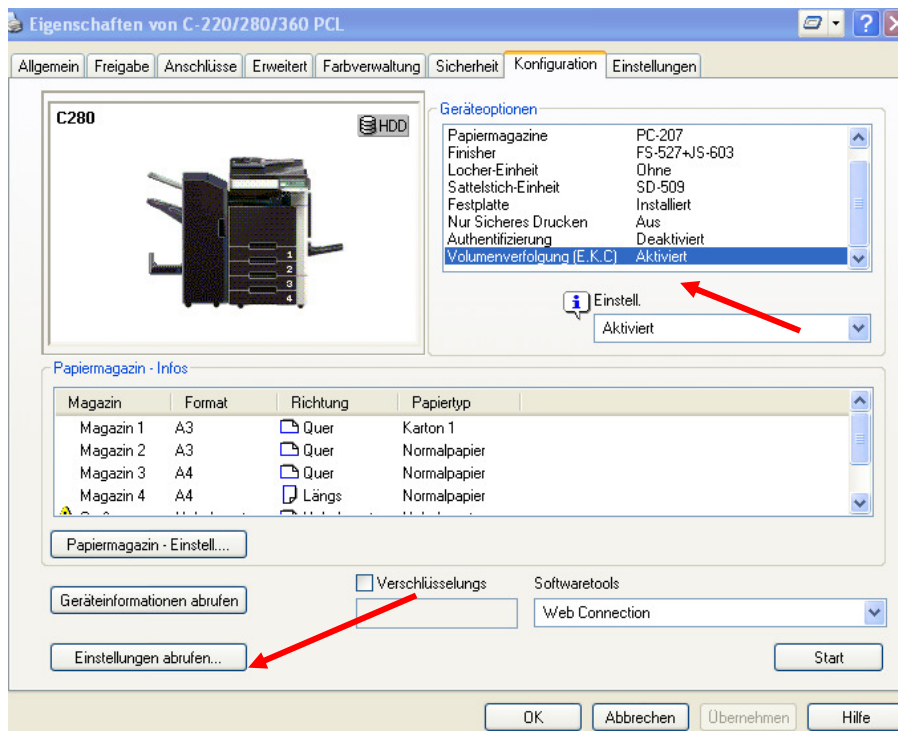 Eigenschaften von C-220/280/360 PCL
Allgemein Freigabe Anschlüsse Erweitert Farbverwaltung Sicherheit Konfiguration Einstellungen
C280
HDD
1
2
3
4
Geräteoptionen
Papiermagazine PC-207
Finisher FS-527+JS-603
Locher-Einheit Ohne
Sattelstich-Einheit SD-509
Festplatte Installiert
Nur Sicheres Drucken Aus
Authentifizierung Deaktiviert
Volumenverfolgung (E.K.C) Aktiviert
Einstell.
Aktiviert
Papiermagazin - Infos
Magazin Format Richtung Papiertyp
Magazin 1 A3 Quer Karton 1
Magazin 2 A3 Quer Normalpapier
Magazin 3 A4 Quer Normalpapier
Magazin 4 A4 Längs Normalpapier
Papiermagazin - Einstell....
Geräteinformationen abrufen
Verschlüsselungs
Softwaretools
Web Connection
Einstellungen abrufen...
Start
OK Abbrechen Übernehmen Hilfe